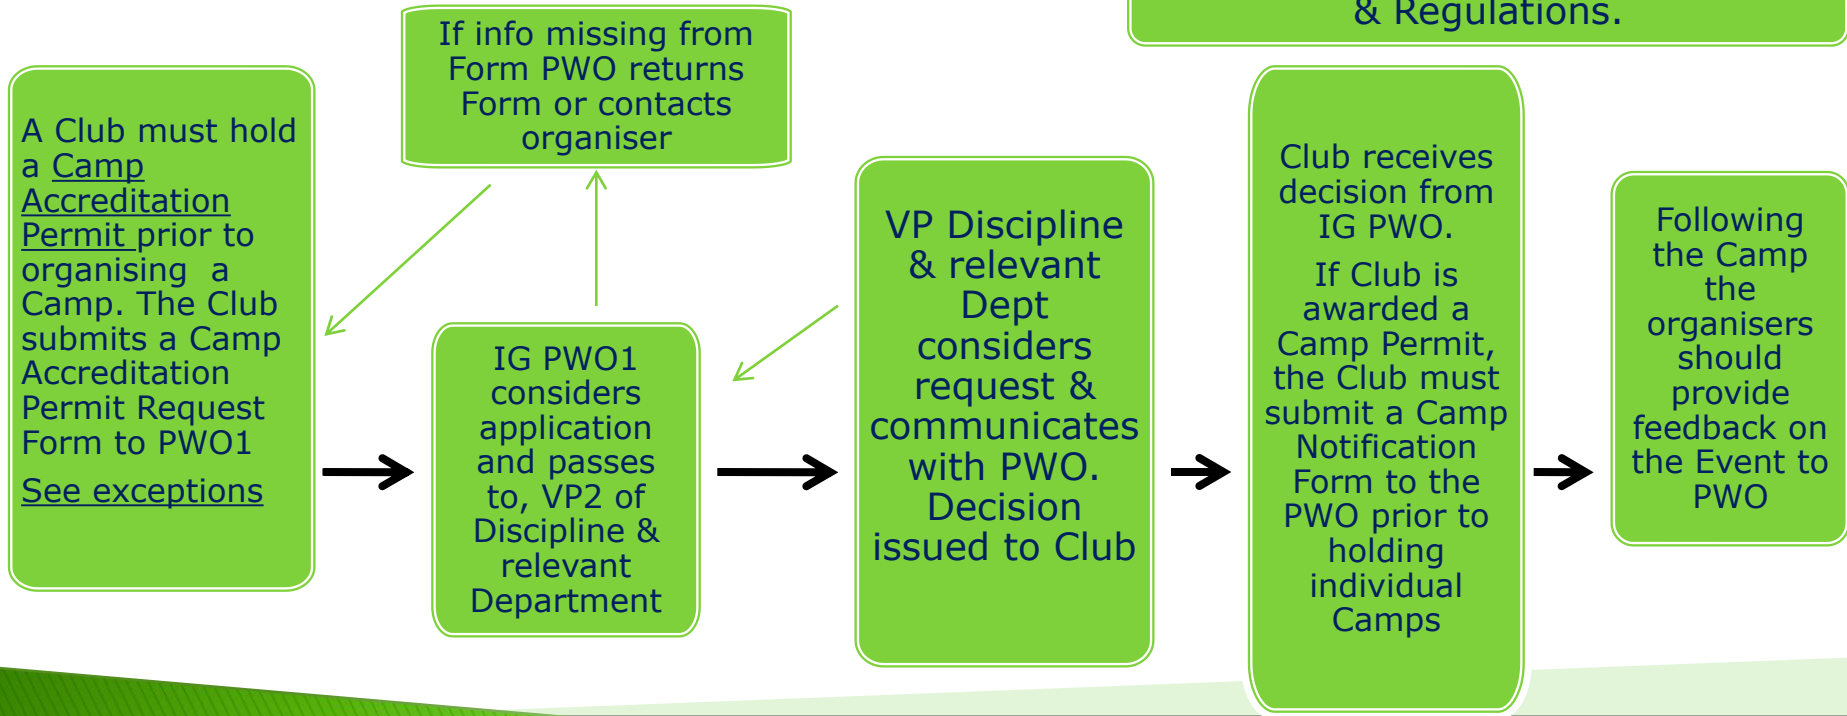 & Regulations.
If info missing from
Form PWO returns
Form or contacts
organiser
A Club must hold
a Camp
Accreditation
Permit prior to
organising a
Camp. The Club
submits a Camp
Accreditation
Permit Request
Form to PWO1
See exceptions
IG PWO1
considers
application
and passes
to, VP2 of
Discipline &
relevant
Department
VP Discipline
& relevant
Dept
considers
request &
communicates
with PWO.
Decision
issued to Club
Club receives
decision from
IG PWO.
If Club is
awarded a
Camp Permit,
the Club must
submit a Camp
Notification
Form to the
PWO prior to
holding
individual
Camps
Following
the Camp
the
organisers
should
provide
feedback on
the Event to
PWO